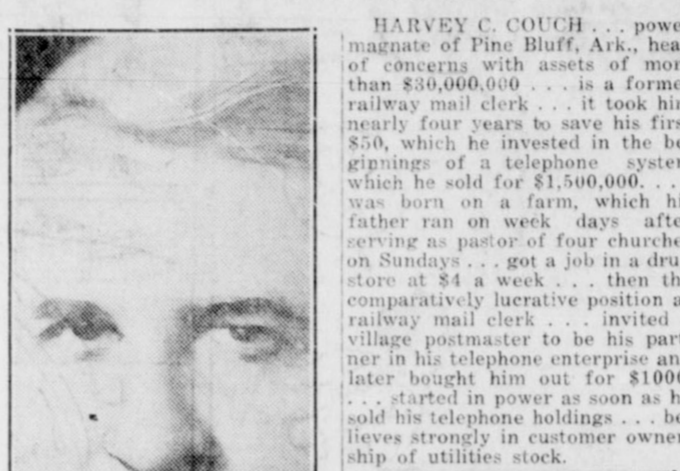 HARVEY C. COUCH . . . powe
magnate of Pine Bluff, Ark., hea
of concerns with assets of mor
than $30,000,000 . . . is a forme
railway mail clerk . . . it took him
nearly four years to save his firs
$50, which he invested in the be
ginnings of a telephone system
which he sold for $1,500,000. . .
was born on a farm, which hi
father ran on week days afte
serving as pastor of four churche
on Sundays . . . got a job in a dru
store at $4 a week . . . then th
comparatively lucrative position a
railway mail clerk . . . invited
village postmaster to be his part
ner in his telephone enterprise an
later bought him out for $1000
. . . started in power as soon as h
sold his telephone holdings . . . be
lieves strongly in customer owner
ship of utilities stock.